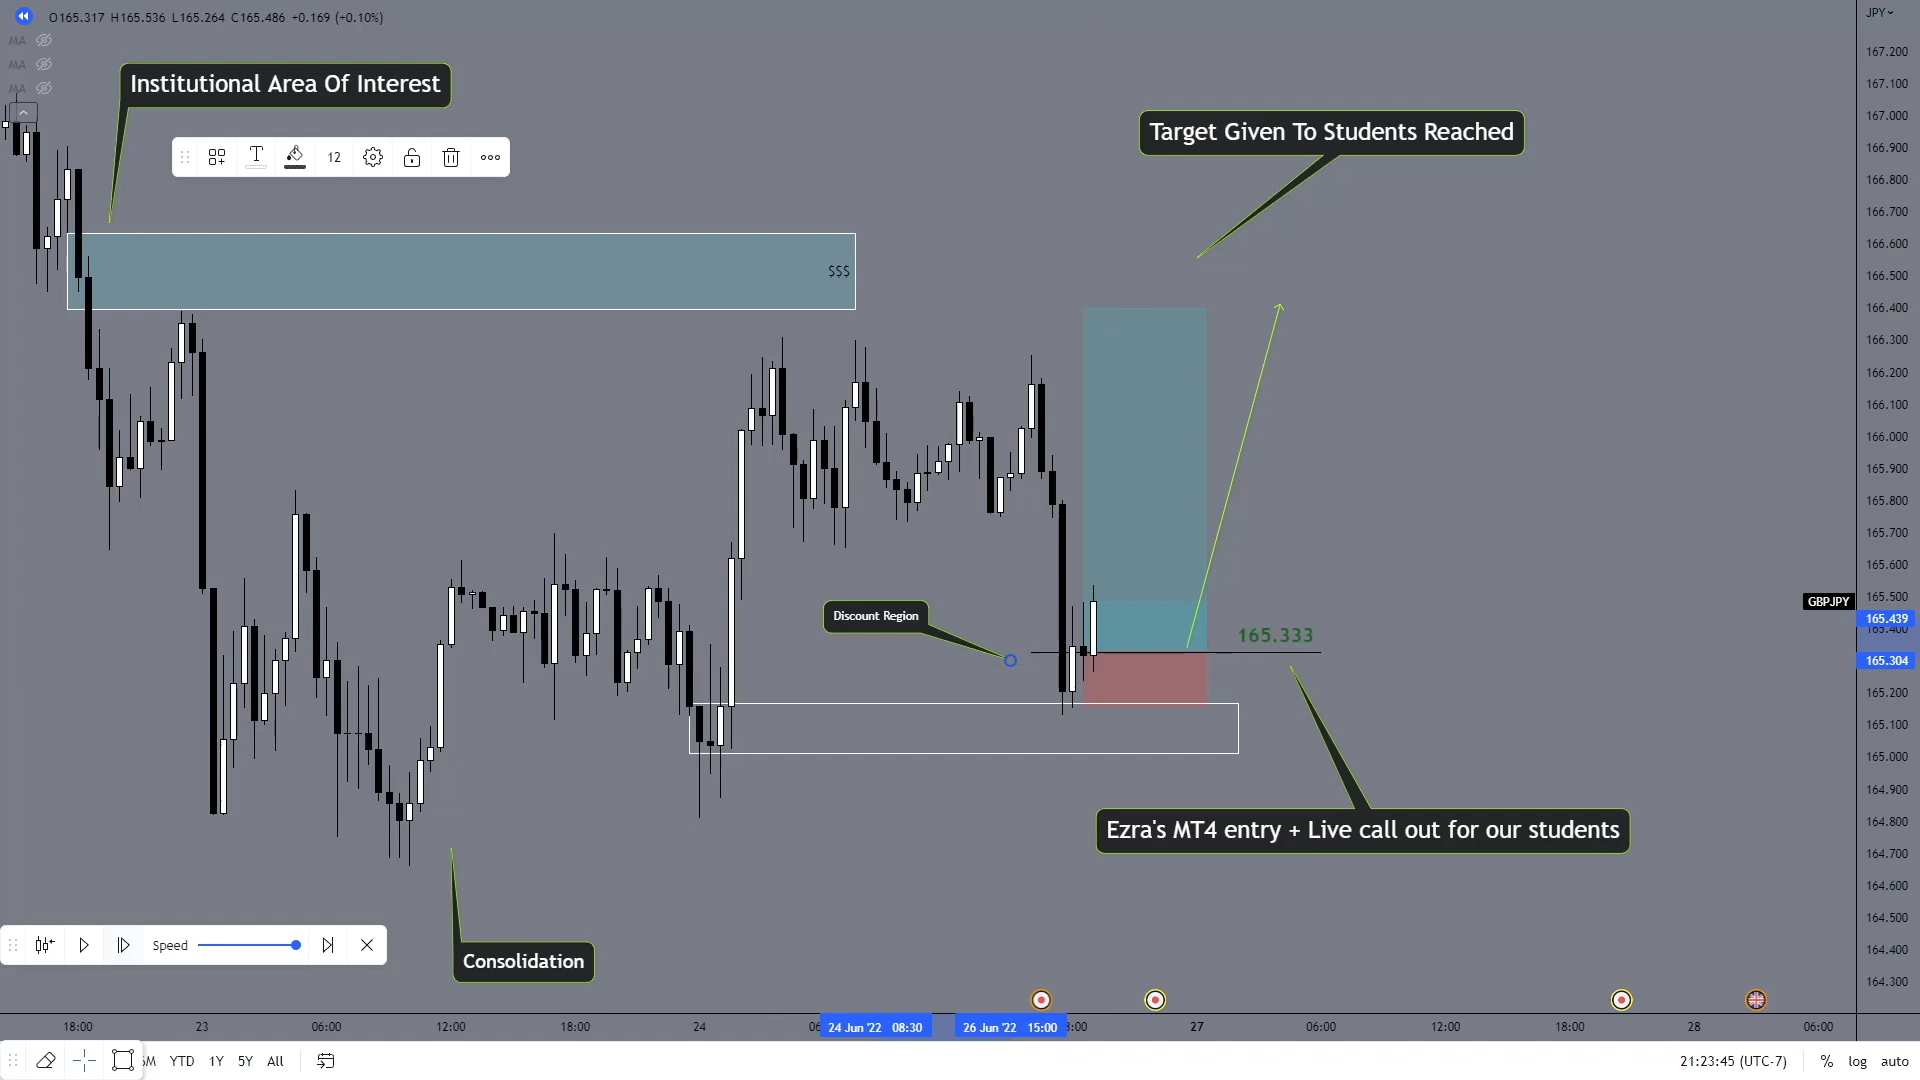 O165.317 H165.536 L165.264 C165.486 +0.169 (+0.10%)
JPY
MA
MA
MA
Institutional Area Of Interest
Target Given To Students Reached
12
$$$
167.200
167.100
167.000
166.900
166.800
166.700
166.600
166.500
166.400
166.300
166.200
166.100
166.000
165.900
165.800
165.700
165.600
165.500
GBPJPY
165.439
165.400
165.304
165.200
165.100
165.000
164.900
164.800
164.700
164.600
164.500
164.400
164.300
Discount Region
165.333
Ezra's MT4 entry + Live call out for our students
Speed
Consolidation
18:00 23 06:00 12:00 18:00 24 24 Jun '22 08:30 26 Jun '22 15:00 27 06:00 12:00 18:00 28 06:00
YTD 1Y 5Y All
21:23:45 (UTC-7) % log auto